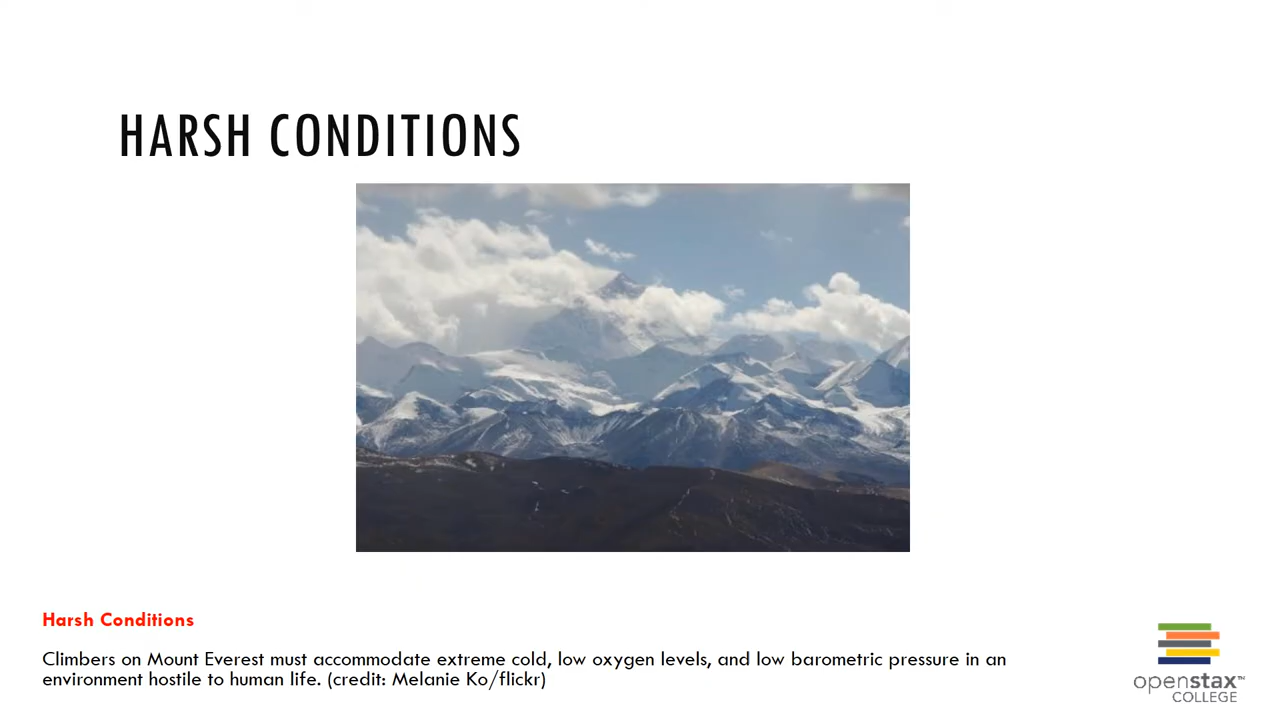 HARSH CONDITIONS
Harsh Conditions
Climbers on Mount Everest must accommodate extreme cold, low oxygen levels, and low barometric pressure in an
environment hostile to human life. (credit: Melanie Ko/flickr)
openstax™
COLLEGE